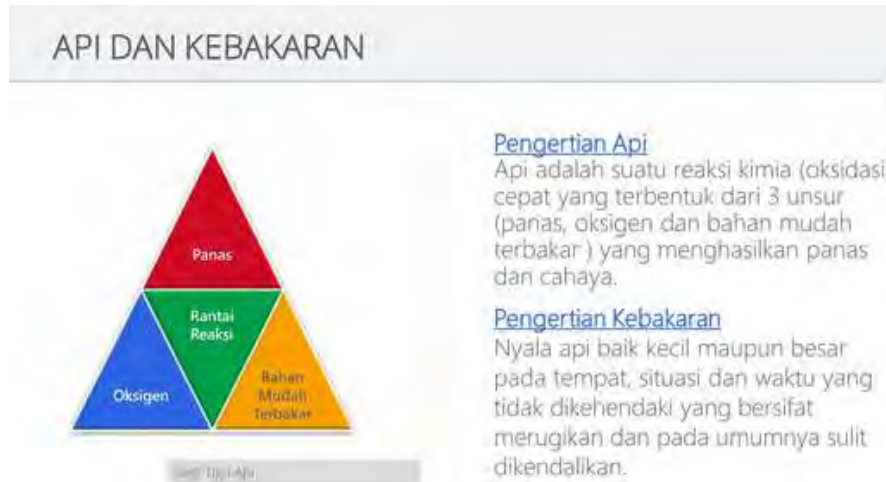 API DAN KEBAKARAN
Panas
Rantai
Reaksi
Oksigen
Bahan
Mudah
Terbakar
Pengertian Api
Api adalah suatu reaksi kimia (oksidasi
cepat yang terbentuk dari 3 unsur
(panas, oksigen dan bahan mudah
terbakar ) yang menghasilkan panas
dan cahaya.
Pengertian Kebakaran
Nyala api baik kecil maupun besar
pada tempat, situasi dan waktu yang
tidak dikehendaki yang bersifat
merugikan dan pada umumnya sulit
dikendalikan.